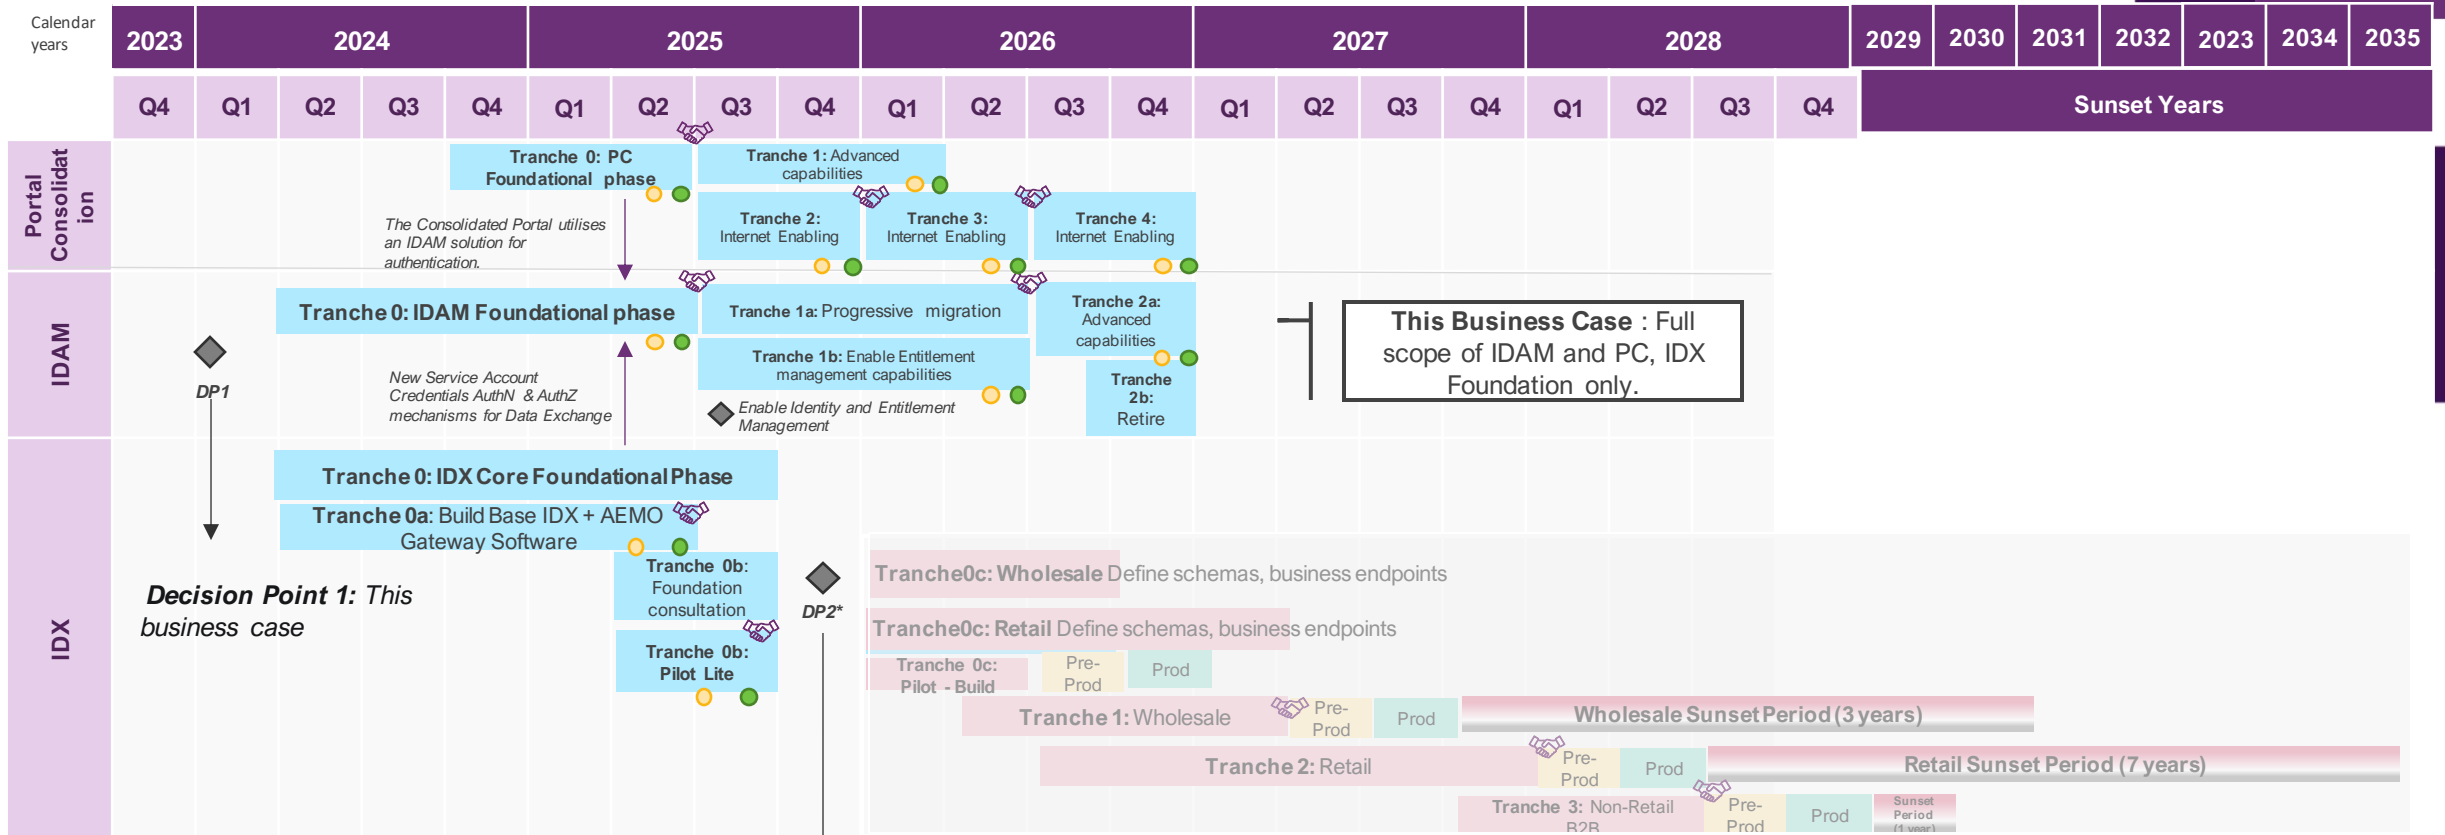 Calendar
years
2023 2024 2025 2026 2027 2028 2029 2030 2031 2032 2023 2034 2035
Q4 Q1 Q2 Q3 Q4 Q1 Q2 Q3 Q4 Q1 Q2 Q3 Q4 Q1 Q2 Q3 Q4 Q1 Q2 Q3 Q4 Sunset Years
Portal
Consolidat
ion
Tranche 0: PC
Foundational phase
Tranche 1: Advanced
capabilities
Tranche 2:
Internet Enabling
Tranche 3:
Internet Enabling
Tranche 4:
Internet Enabling
The Consolidated Portal utilises
an IDAM solution for
authentication.
IDAM
DP1
Tranche 0: IDAM Foundational phase
Tranche 1a: Progressive migration
Tranche 2a:
Advanced
capabilities
Tranche 1b: Enable Entitlement
management capabilities
Tranche
2b:
Retire
New Service Account
Credentials AuthN & AuthZ
mechanisms for Data Exchange
Enable Identity and Entitlement
Management
This Business Case : Full
scope of IDAM and PC, IDX
Foundation only.
IDX
Tranche 0: IDX Core Foundational Phase
Tranche 0a: Build Base IDX + AEMO
Gateway Software
Tranche 0b:
Foundation
consultation
Tranche 0b:
Pilot Lite
Decision Point 1: This
business case
DP2*
Tranche0c: Wholesale Define schemas, business endpoints
Tranche0c: Retail Define schemas, business endpoints
Tranche 0c:
Pilot - Build
Pre-
Prod
Prod
Tranche 1: Wholesale
Pre-
Prod
Prod
Wholesale Sunset Period (3 years)
Tranche 2: Retail
Pre-
Prod
Prod
Retail Sunset Period (7 years)
Tranche 3: Non-Retail
B2B
Pre-
Prod
Prod
Sunset
Period
(1 year)